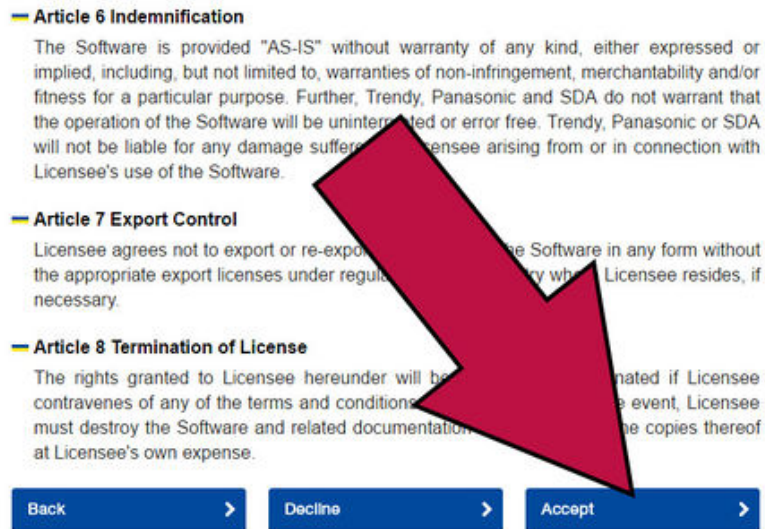 Article 6 Indemnification
The Software is provided "AS-IS" without warranty of any kind, either expressed or
implied, including, but not limited to, warranties of non-infringement, merchantability and/or
fitness for a particular purpose. Further, Trendy, Panasonic and SDA do not warrant that
the operation of the Software will be ted or error free. Trendy, Panasonic or SDA
will not be liable for any damage arising from or in connection with
Licensee's use of the Software.
Article 7 Export Control
Licensee agrees not to export or Software in any form without
the appropriate export licenses under Licensee resides, if
necessary.
Article 8 Termination of License
The rights granted to Licensee hereunder will nated if Licensee
contravenes of any of the terms and conditions event, Licensee
must destroy the Software and related documentation copies thereof
at Licensee's own expense.
Back
Decline
Accept